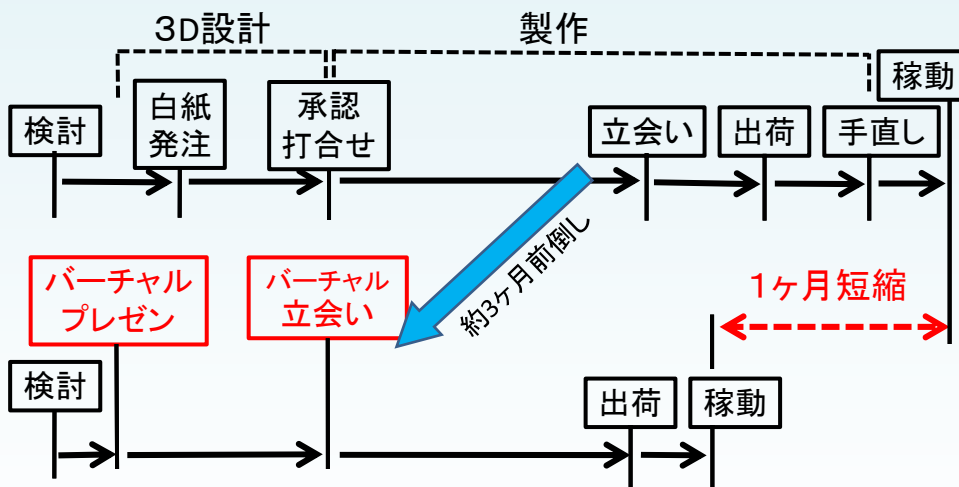 3D設計
製作
検討
白紙
発注
承認
打合せ
立会い
出荷
手直し
稼動
バーチャル
プレゼン
バーチャル
立会い
約3ヶ月前倒し
1ヶ月短縮
検討
出荷
稼動